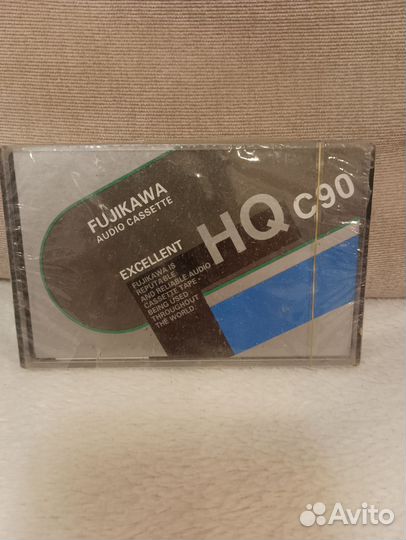 FUJIKAWA
AUDIO CASSETTE
HQ C90
EXCELLENT
FUJIKAWA IS
REPUTABLE
AND RELIABLE AUDIO
CASSETTE TAPE
BEING USED
THROUGHOUT
THE WORLD.
Avito